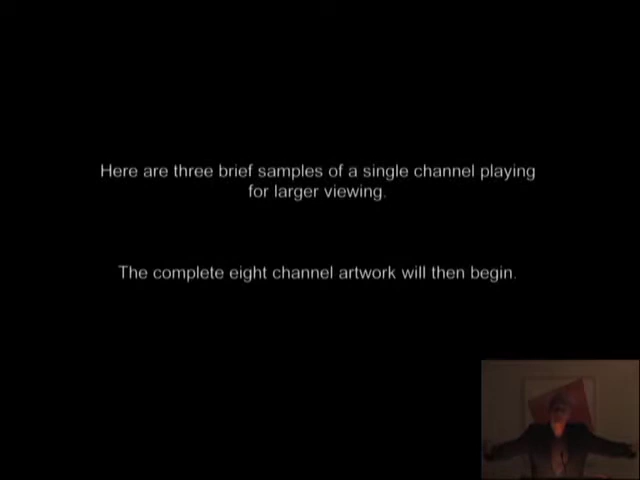 Here are three brief samples of a single channel playing
for larger viewing.
The complete eight channel artwork will then begin.